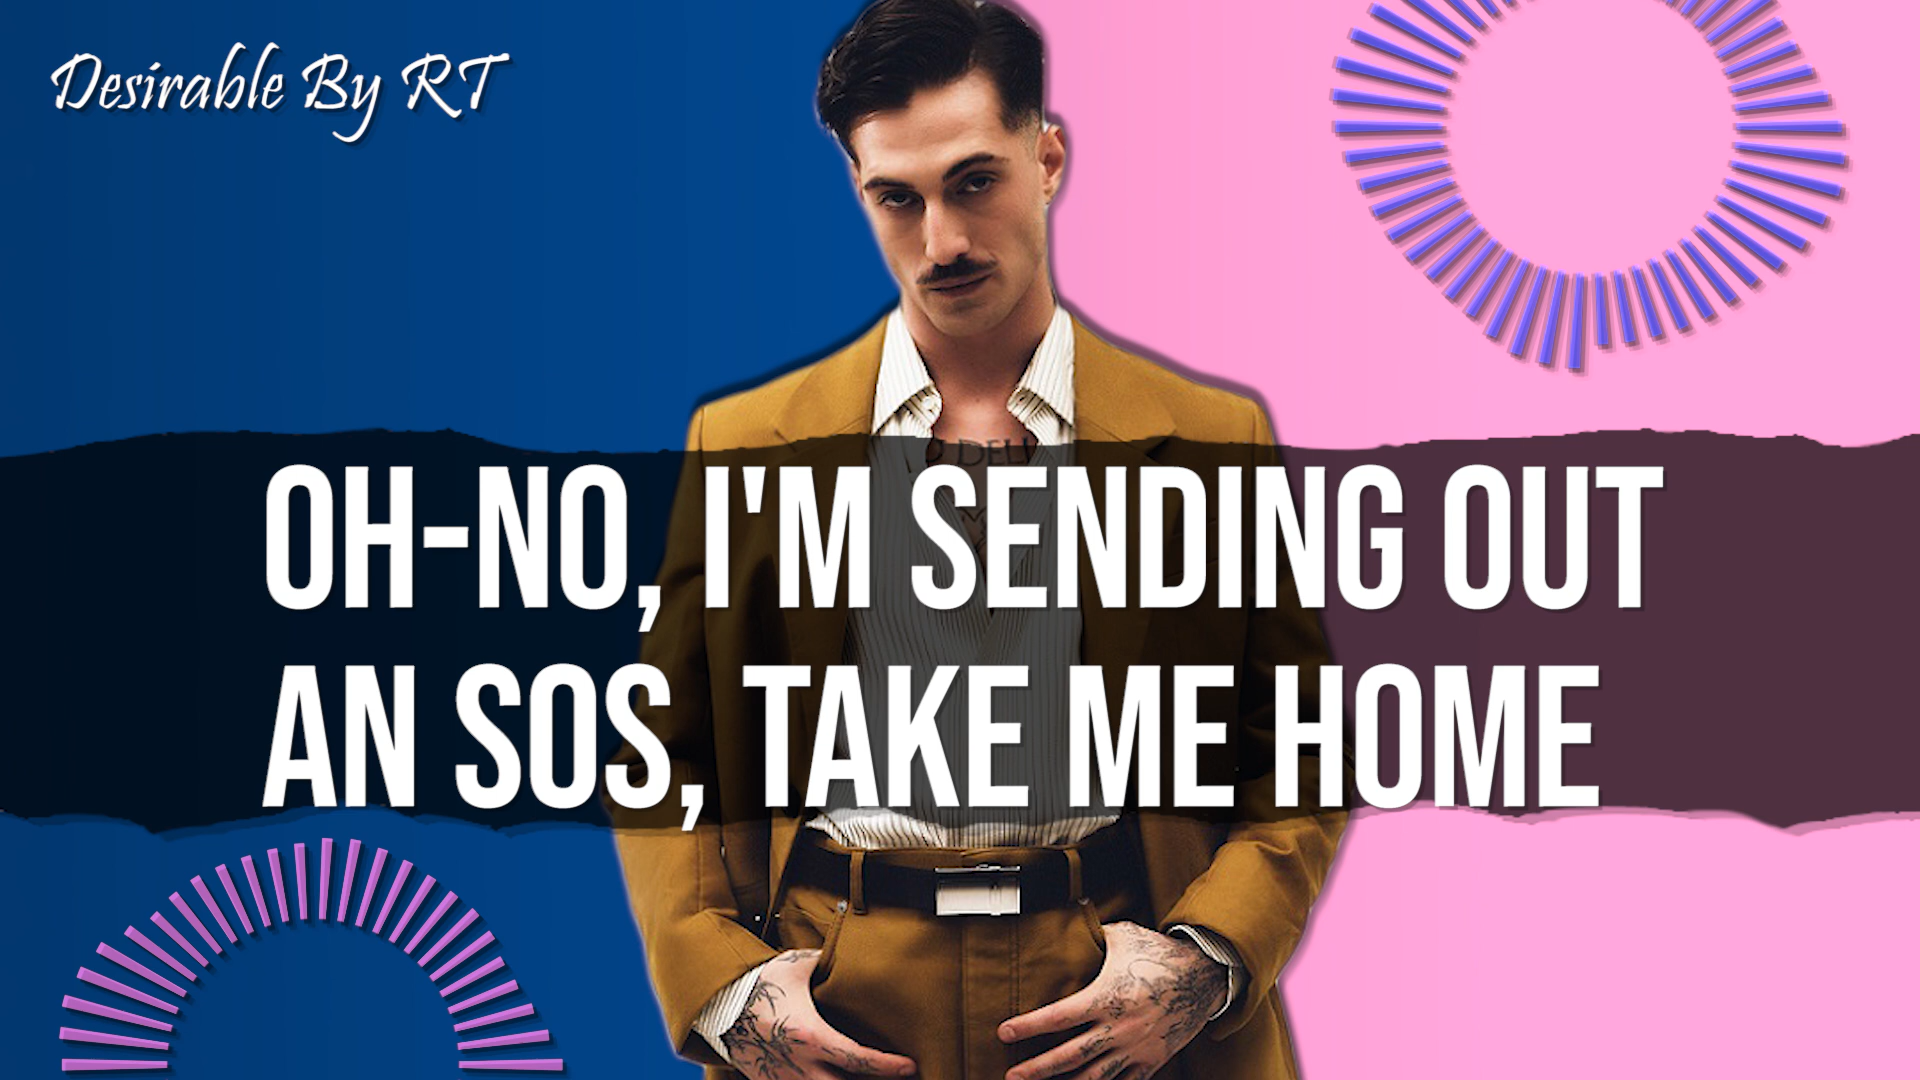 Desirable By RT
OH-NO, I'M SENDING OUT
AN SOS, TAKE ME HOME